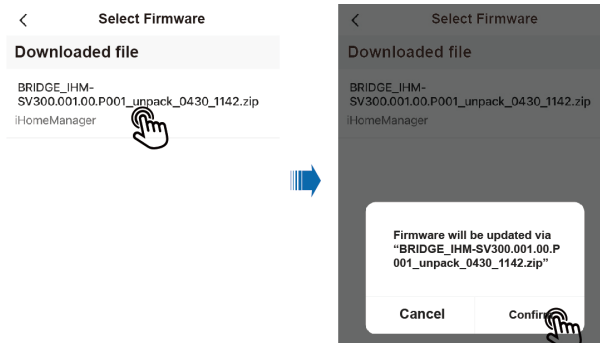 Select Firmware
Downloaded file
BRIDGE_IHM-
SV300.001.00.P001_unpack_0430_1142.zip
iHomeManager
Select Firmware
Downloaded file
BRIDGE_IHM-
SV300.001.00.P001_unpack_0430_1142.zip
iHomeManager
Firmware will be updated via
“BRIDGE_IHM-SV300.001.00.P
001_unpack_0430_1142.zip”
Cancel
Confirm